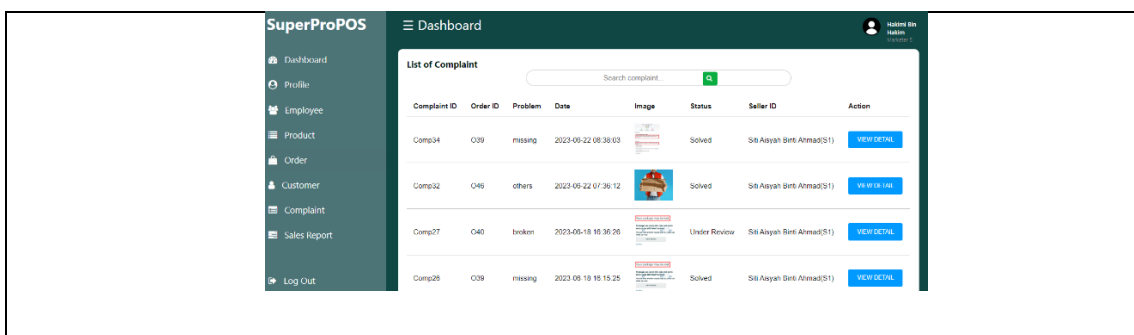 SuperProPOS
☰ Dashboard
Hakimi Bin
Hakim
Dashboard
Profile
Employee
Product
Order
Customer
Complaint
Sales Report
Log Out
List of Complaint
Search complaint...
Complaint ID Order ID Problem Date Image Status Seller ID Action
Comp34 O39 missing 2023-06-22 08:38:03 Solved Siti Aisyah Binti Ahmad(S1) VIEW DETAIL
Comp32 O46 others 2023-06-22 07:36:12 Solved Siti Aisyah Binti Ahmad(S1) VIEW DETAIL
Comp27 O40 broken 2023-06-18 16:36:26 Under Review Siti Aisyah Binti Ahmad(S1) VIEW DETAIL
Comp26 O39 missing 2023-06-18 16:15:25 Solved Siti Aisyah Binti Ahmad(S1) VIEW DETAIL